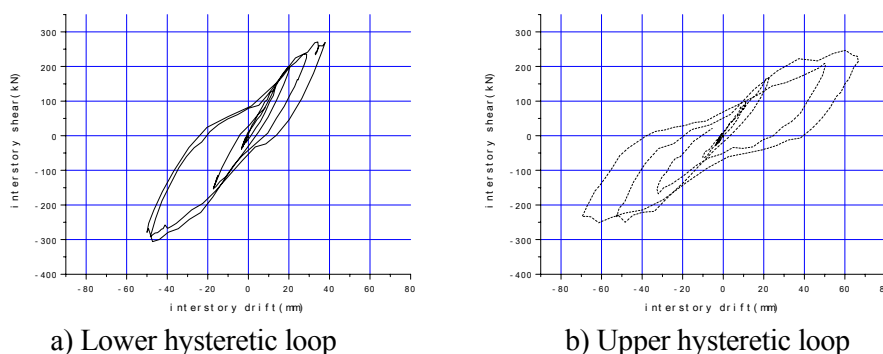 300
200
100
0
-100
-200
-300
-400
interstory shear(kN)
-80 -60 -40 -20 0 20 40 60 80
interstory drift(mm)
a) Lower hysteretic loop
300
200
100
0
-100
-200
-300
-400
interstory shear(kN)
-80 -60 -40 -20 0 20 40 60 80
interstory drift(mm)
b) Upper hysteretic loop